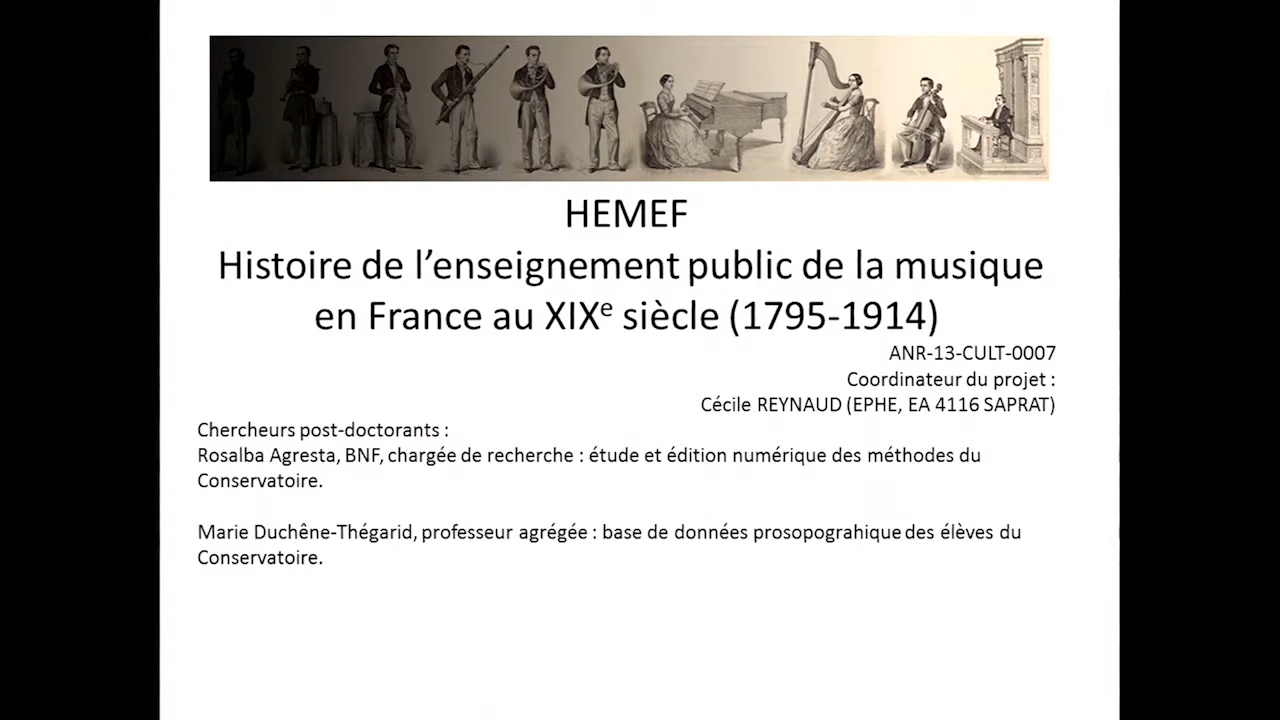 HEMEF
Histoire de l’enseignement public de la musique
en France au XIXe siècle (1795-1914)
ANR-13-CULT-0007
Coordinateur du projet :
Cécile REYNAUD (EPHE, EA 4116 SAPRAT)
Chercheurs post-doctorants :
Rosalba Agresta, BNF, chargée de recherche : étude et édition numérique des méthodes du
Conservatoire.
Marie Duchêne-Thégarid, professeur agrégée : base de données prosopograhique des élèves du
Conservatoire.